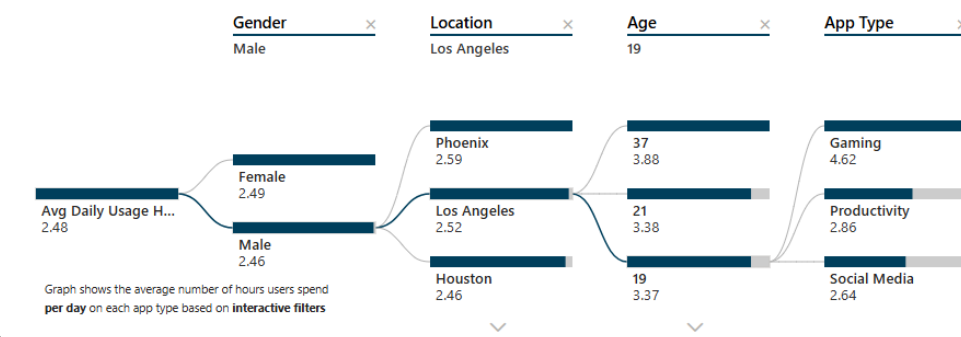 Gender
Location
Age
App Type
Male
Los Angeles
19
Avg Daily Usage H...
2.48
Female
2.49
Male
2.46
Phoenix
2.59
Los Angeles
2.52
Houston
2.46
37
3.88
21
3.38
19
3.37
Gaming
4.62
Productivity
2.86
Social Media
2.64
Graph shows the average number of hours users spend
per day on each app type based on interactive filters